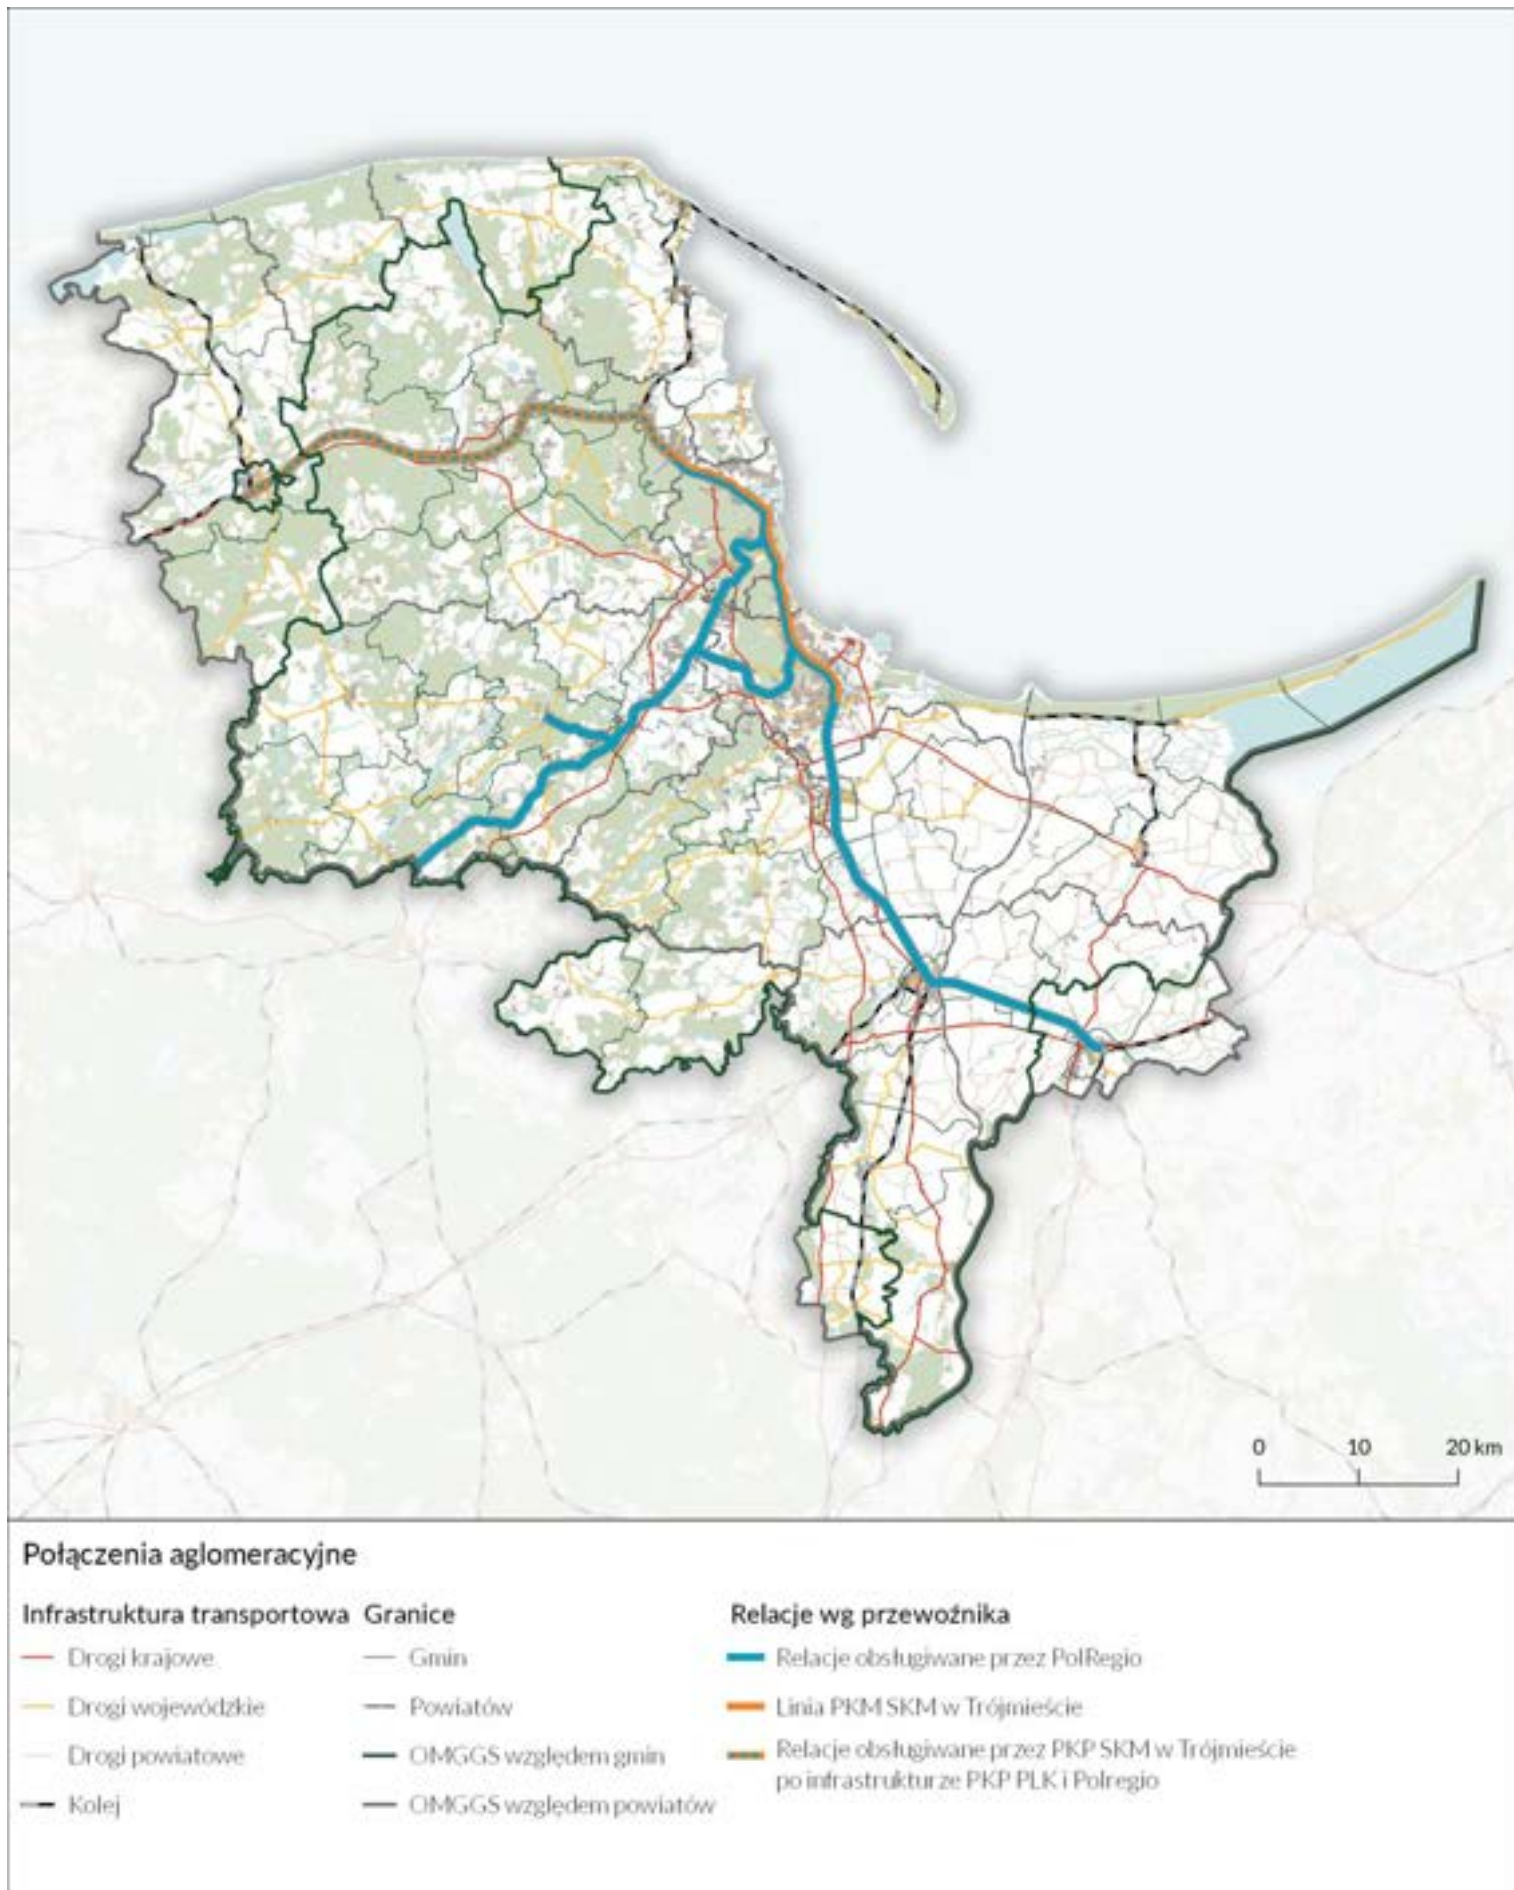 0 10 20 km
Połączenia aglomeracyjne
Infrastruktura transportowa
Drogi krajowe
Drogi wojewódzkie
Drogi powiatowe
Kolej
Granice
Gmin
Powiatów
OMGGS względem gmin
OMGGS względem powiatów
Relacje wg przewoźnika
Relacje obsługiwane przez PolRegio
Linia PKM SKM w Trójmieście
Relacje obsługiwane przez PKP SKM w Trójmieście
po infrastrukturze PKP PLK i Polregio